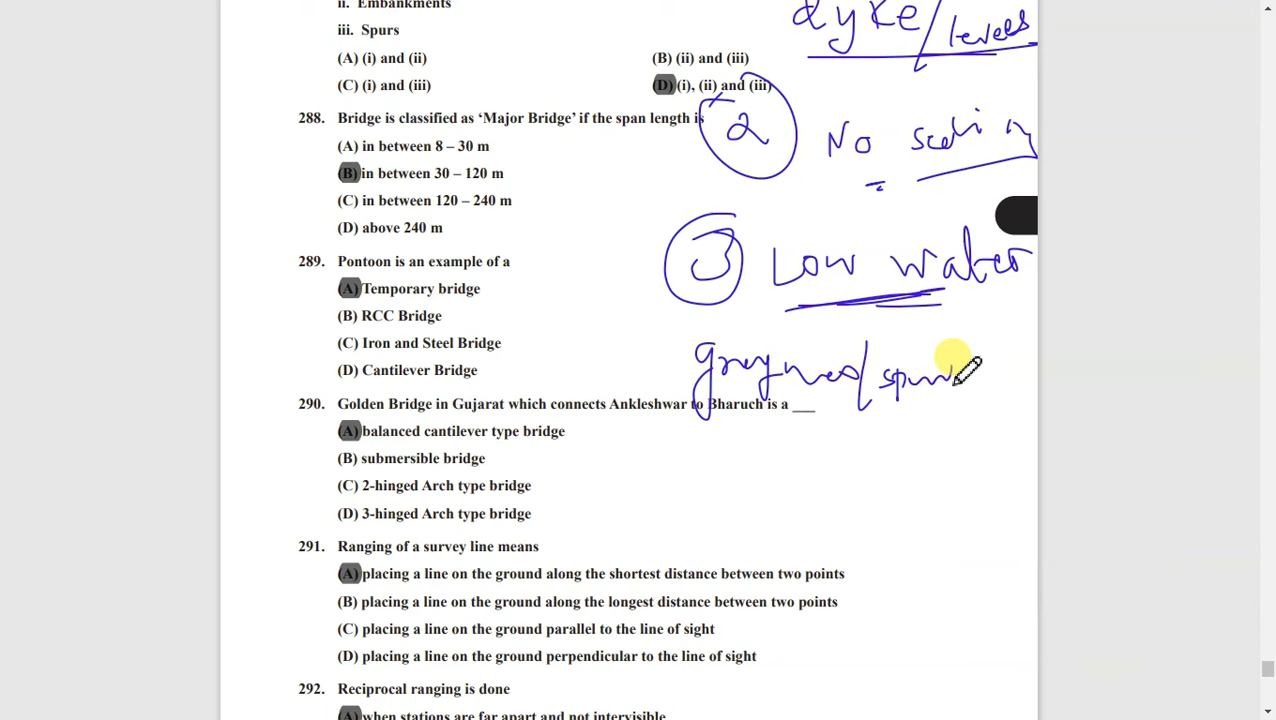 ii. Embankments
iii. Spurs
(A) (i) and (ii)
(B) (ii) and (iii)
(C) (i) and (iii)
(D) (i), (ii) and (iii)
dyke/levees
288. Bridge is classified as ‘Major Bridge’ if the span length is
(A) in between 8 – 30 m
(B) in between 30 – 120 m
(C) in between 120 – 240 m
(D) above 240 m
2 No
289. Pontoon is an example of a
(A) Temporary bridge
(B) RCC Bridge
(C) Iron and Steel Bridge
(D) Cantilever Bridge
3 Low water
290. Golden Bridge in Gujarat which connects Ankleshwar to Bharuch is a ___
(A) balanced cantilever type bridge
(B) submersible bridge
(C) 2-hinged Arch type bridge
(D) 3-hinged Arch type bridge
291. Ranging of a survey line means
(A) placing a line on the ground along the shortest distance between two points
(B) placing a line on the ground along the longest distance between two points
(C) placing a line on the ground parallel to the line of sight
(D) placing a line on the ground perpendicular to the line of sight
292. Reciprocal ranging is done
(A) when stations are far apart and not intervisible